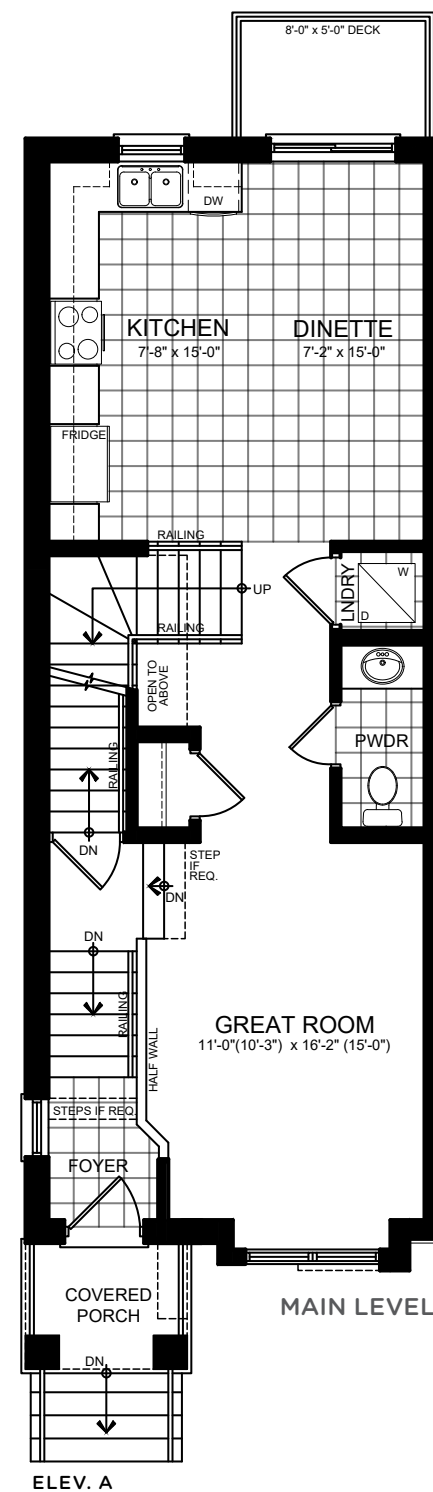 8'-0" x 5'-0" DECK
DW
KITCHEN
7'-8" x 15'-0"
DINETTE
7'-2" x 15'-0"
FRIDGE
RAILING
UP
LNDRY
W
D
RAILING
OPEN TO
ABOVE
PWDR
RAILING
DN
STEP
IF
REQ.
DN
DN
RAILING
HALF WALL
GREAT ROOM
11'-0"(10'-3") x 16'-2" (15'-0")
STEPS IF REQ.
FOYER
COVERED
PORCH
MAIN LEVEL
DN
ELEV. A